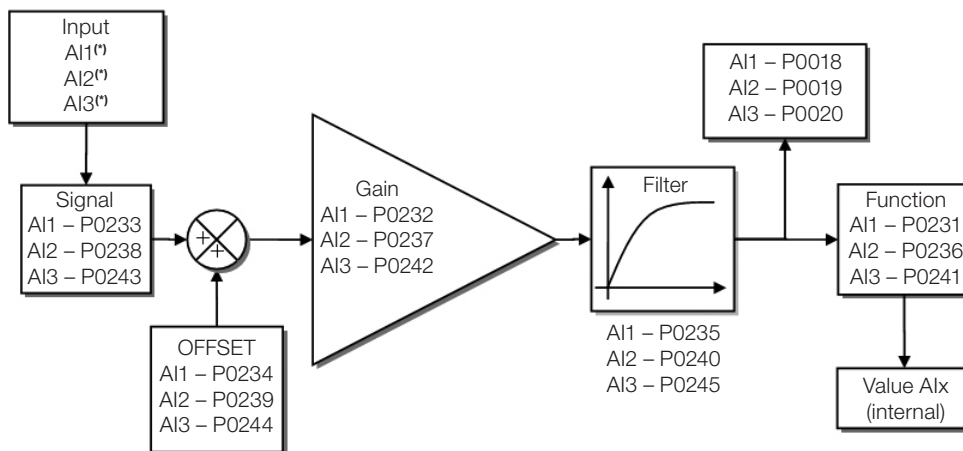 Input
AI1(*)
AI2(*)
AI3(*)
Signal
AI1 – P0233
AI2 – P0238
AI3 – P0243
+
+
OFFSET
AI1 – P0234
AI2 – P0239
AI3 – P0244
Gain
AI1 – P0232
AI2 – P0237
AI3 – P0242
Filter
AI1 – P0235
AI2 – P0240
AI3 – P0245
AI1 – P0018
AI2 – P0019
AI3 – P0020
Function
AI1 – P0231
AI2 – P0236
AI3 – P0241
Value AIx
(internal)